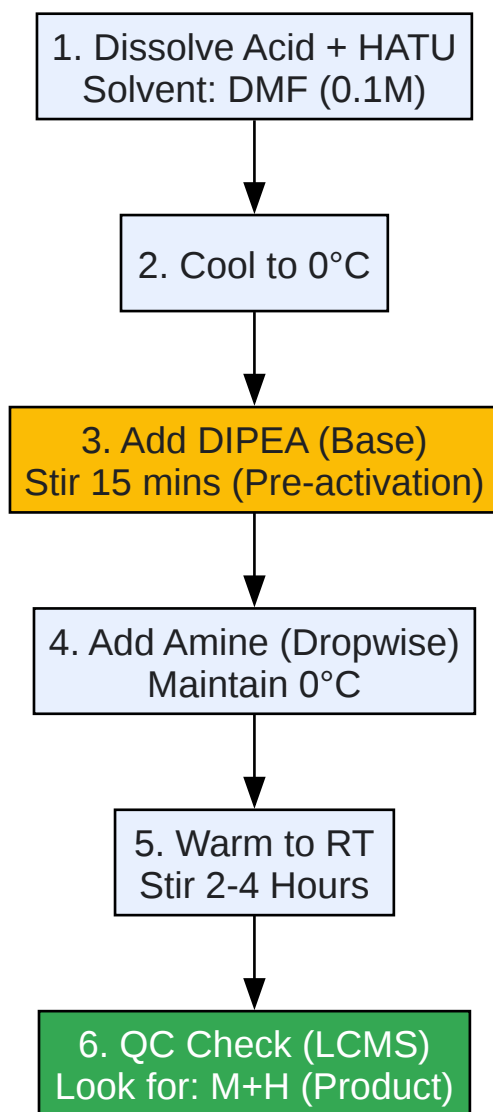 1. Dissolve Acid + HATU
Solvent: DMF (0.1M)
2. Cool to 0°C
3. Add DIPEA (Base)
Stir 15 mins (Pre-activation)
4. Add Amine (Dropwise)
Maintain 0°C
5. Warm to RT
Stir 2-4 Hours
6. QC Check (LCMS)
Look for: M+H (Product)